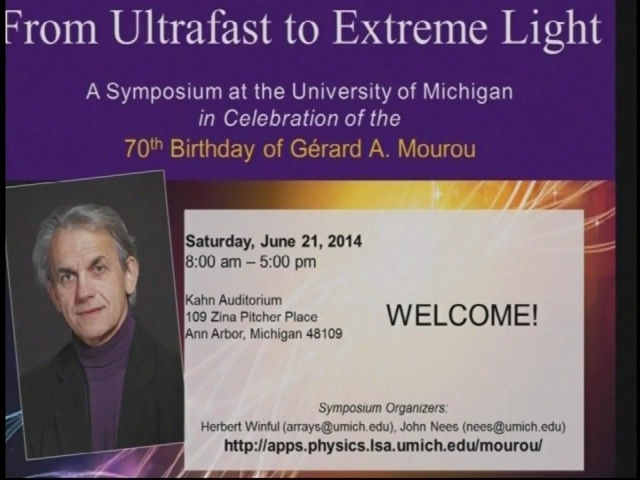 From Ultrafast to Extreme Light
A Symposium at the University of Michigan
in Celebration of the
70th Birthday of Gérard A. Mourou
Saturday, June 21, 2014
8:00 am – 5:00 pm
Kahn Auditorium
109 Zina Pitcher Place
Ann Arbor, Michigan 48109
WELCOME!
Symposium Organizers:
Herbert Winful (arrays@umich.edu), John Nees (nees@umich.edu)
http://apps.physics.lsa.umich.edu/mourou/